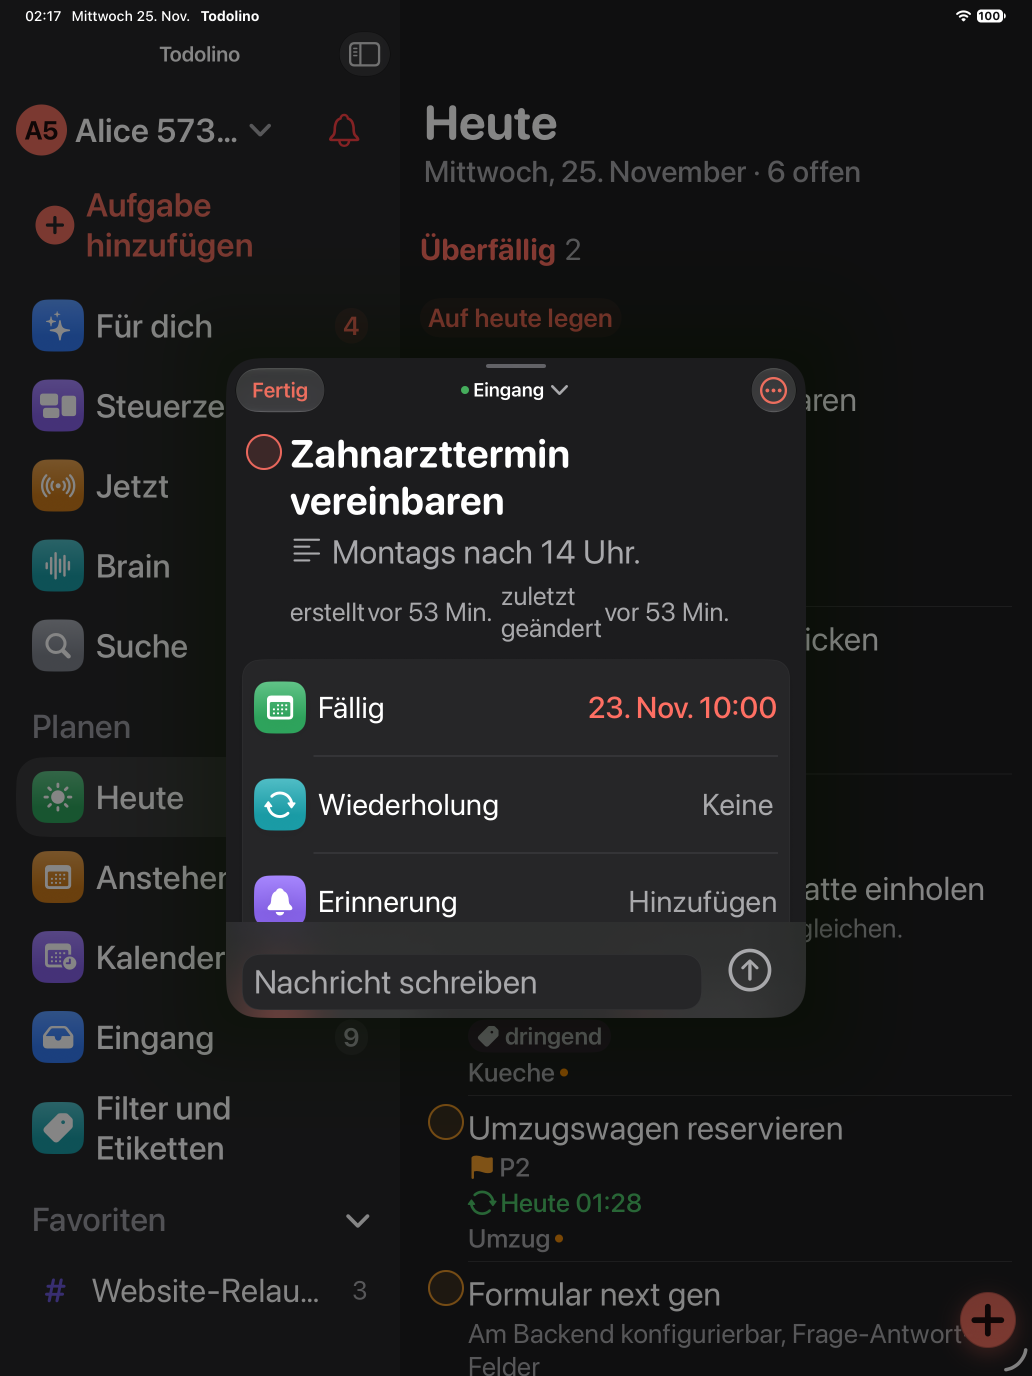 02:17 Mittwoch 25. Nov. Todolino
100
Todolino
A5 Alice 573...
Aufgabe
hinzufügen
Für dich 4
Steuerze
Jetzt
Brain
Suche
Planen
Heute
Anstehen
Kalender
Eingang 9
Filter und
Etiketten
Favoriten
# Website-Relau... 3
Heute
Mittwoch, 25. November · 6 offen
Überfällig 2
Auf heute legen
aren
icken
atte einholen
gleichen.
Fertig
Eingang
Zahnarzttermin
vereinbaren
Montags nach 14 Uhr.
erstellt vor 53 Min. zuletzt geändert vor 53 Min.
Fällig 23. Nov. 10:00
Wiederholung Keine
Erinnerung Hinzufügen
Nachricht schreiben
dringend
Kueche
Umzugswagen reservieren
P2
Heute 01:28
Umzug
Formular next gen
Am Backend konfigurierbar, Frage-Antwort
Felder